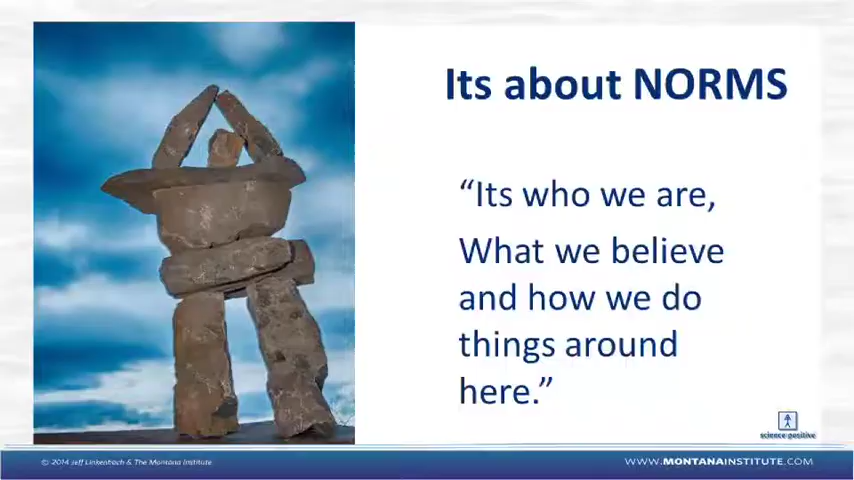 Its about NORMS
“Its who we are,
What we believe
and how we do
things around
here.”
science+positive
© 2014 Jeff Linkenbach & The Montana Institute
WWW.MONTANAINSTITUTE.COM